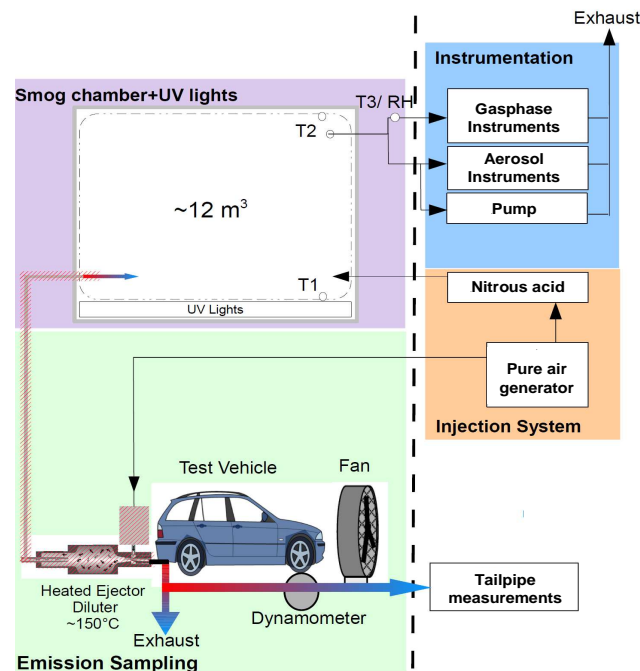 Exhaust
Instrumentation
Smog chamber+UV lights
T3/ RH
T2
Gasphase
Instruments
Aerosol
Instruments
~12 m³
Pump
T1
Nitrous acid
UV Lights
Pure air
generator
Injection System
Test Vehicle
Fan
Heated Ejector
Diluter
~150°C
Exhaust
Dynamometer
Tailpipe
measurements
Emission Sampling